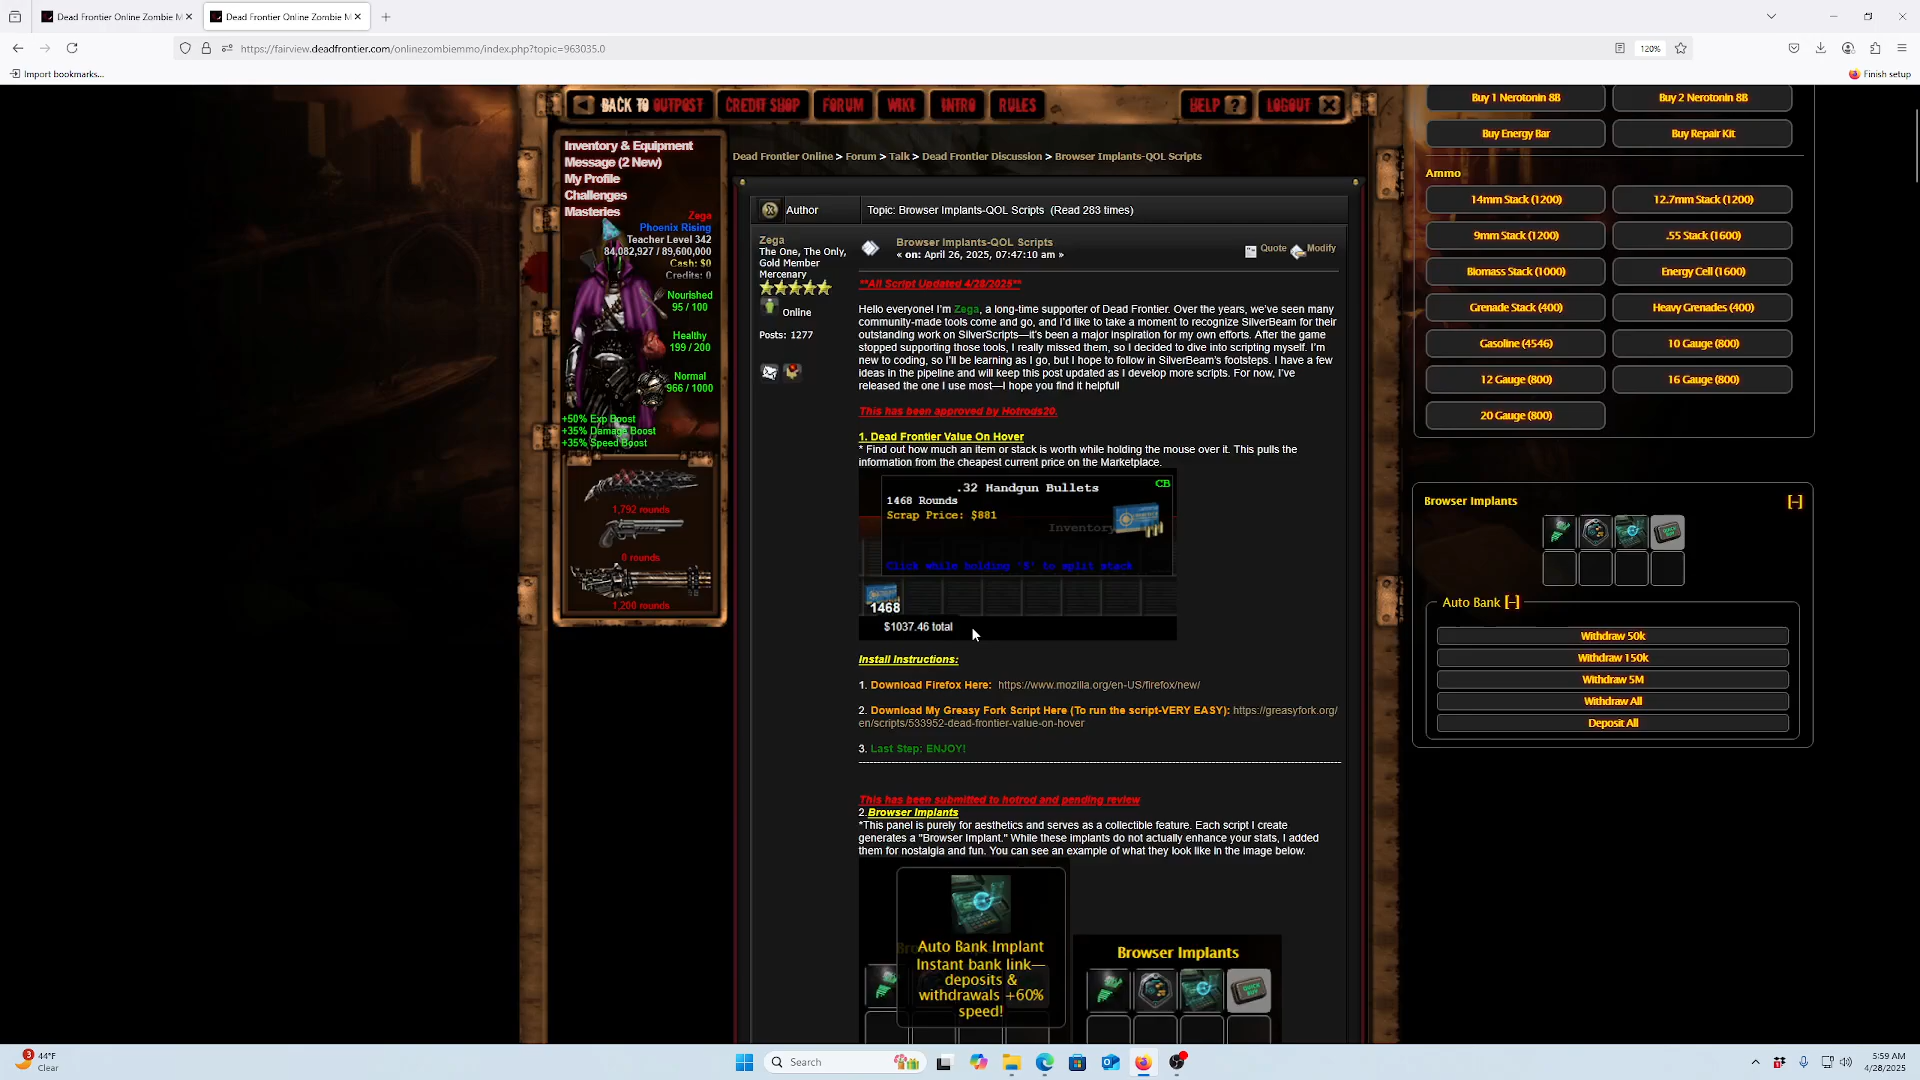 Dead Frontier Online Zombie M
Dead Frontier Online Zombie M
https://fairview.deadfrontier.com/onlinezombiemmo/index.php?topic=963035.0
120%
Import bookmarks...
Finish setup
BACK TO OUTPOST
CREDIT SHOP
FORUM
WIKI
INTRO
RULES
HELP ?
LOGOUT X
Inventory & Equipment
Message (2 New)
My Profile
Challenges
Masteries
Zega
Phoenix Rising
Teacher Level 342
84,082,927 / 89,600,000
Cash: $0
Credits: 0
Nourished
95 / 100
Healthy
199 / 200
Normal
966 / 1000
+50% Exp Boost
+35% Damage Boost
+35% Speed Boost
1,792 rounds
0 rounds
1,200 rounds
Dead Frontier Online > Forum > Talk > Dead Frontier Discussion > Browser Implants-QOL Scripts
Author
Topic: Browser Implants-QOL Scripts (Read 283 times)
Zega
The One, The Only,
Gold Member
Mercenary
Online
Posts: 1277
Browser Implants-QOL Scripts
« on: April 26, 2025, 07:47:10 am »
Quote
Modify
**All Script Updated 4/28/2025**
Hello everyone! I'm Zega, a long-time supporter of Dead Frontier. Over the years, we've seen many
community-made tools come and go, and I'd like to take a moment to recognize SilverBeam for their
outstanding work on SilverScripts—it's been a major inspiration for my own efforts. After the game
stopped supporting those tools, I really missed them, so I decided to dive into scripting myself. I'm
new to coding, so I'll be learning as I go, but I hope to follow in SilverBeam's footsteps. I have a few
ideas in the pipeline and will keep this post updated as I develop more scripts. For now, I've
released the one I use most—I hope you find it helpful!
This has been approved by Hotrods20.
1. Dead Frontier Value On Hover
* Find out how much an item or stack is worth while holding the mouse over it. This pulls the
information from the cheapest current price on the Marketplace.
.32 Handgun Bullets
CB
1468 Rounds
Scrap Price: $881
Inventory
Click while holding 'S' to split stack
1468
$1037.46 total
Install Instructions:
1. Download Firefox Here: https://www.mozilla.org/en-US/firefox/new/
2. Download My Greasy Fork Script Here (To run the script-VERY EASY): https://greasyfork.org/
en/scripts/533952-dead-frontier-value-on-hover
3. Last Step: ENJOY!
This has been submitted to hotrod and pending review
2.Browser Implants
*This panel is purely for aesthetics and serves as a collectible feature. Each script I create
generates a "Browser Implant." While these implants do not actually enhance your stats, I added
them for nostalgia and fun. You can see an example of what they look like in the image below.
Auto Bank Implant
Instant bank link—
deposits &
withdrawals +60%
speed!
Browser Implants
QUICK
BUY
Buy 1 Nerotonin 8B
Buy 2 Nerotonin 8B
Buy Energy Bar
Buy Repair Kit
Ammo
14mm Stack (1200)
12.7mm Stack (1200)
9mm Stack (1200)
.55 Stack (1600)
Biomass Stack (1000)
Energy Cell (1600)
Grenade Stack (400)
Heavy Grenades (400)
Gasoline (4546)
10 Gauge (800)
12 Gauge (800)
16 Gauge (800)
20 Gauge (800)
Browser Implants
[–]
QUICK
BUY
Auto Bank [–]
Withdraw 50k
Withdraw 150k
Withdraw 5M
Withdraw All
Deposit All
3
44°F
Clear
Search
5:59 AM
4/28/2025